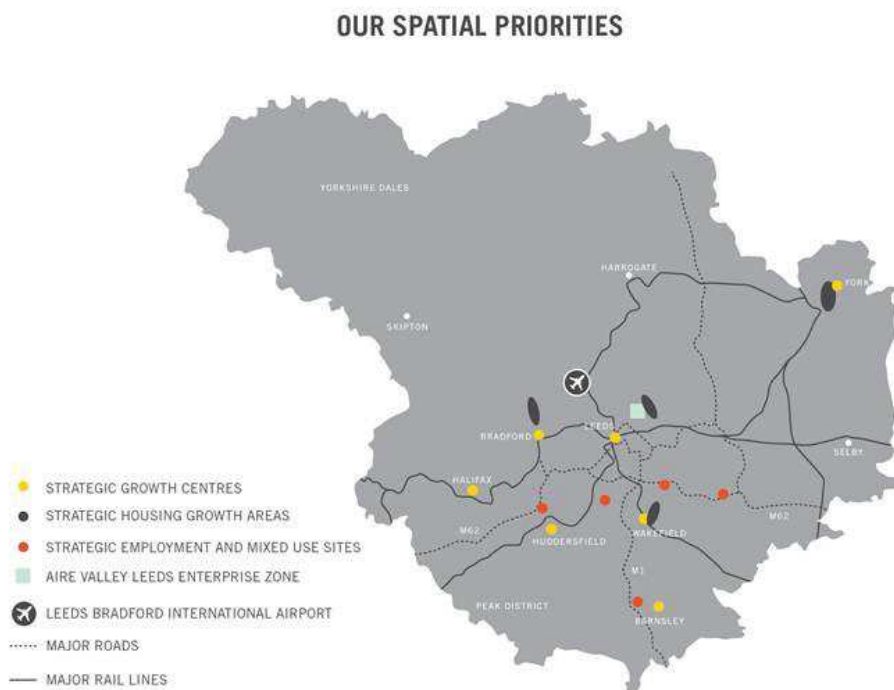 OUR SPATIAL PRIORITIES
YORKSHIRE DALES
HARROGATE
YORK
SKIPTON
LEEDS
BRADFORD
SELBY
HALIFAX
M62
HUDDERSFIELD
WAKEFIELD
M62
M1
PEAK DISTRICT
BARNSLEY
STRATEGIC GROWTH CENTRES
STRATEGIC HOUSING GROWTH AREAS
STRATEGIC EMPLOYMENT AND MIXED USE SITES
AIRE VALLEY LEEDS ENTERPRISE ZONE
LEEDS BRADFORD INTERNATIONAL AIRPORT
MAJOR ROADS
MAJOR RAIL LINES